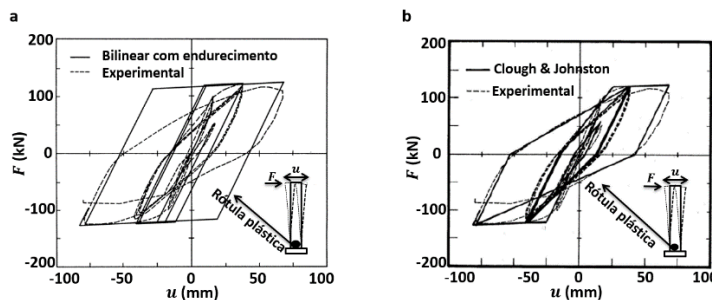 a
200
100
0
-100
-200
F (kN)
Bilinear com endurecimento
Experimental
u
F
Rótula plástica
-100
-50
0
50
100
u (mm)
b
200
100
0
-100
-200
F (kN)
Clough & Johnston
Experimental
u
F
Rótula plástica
-100
-50
0
50
100
u (mm)